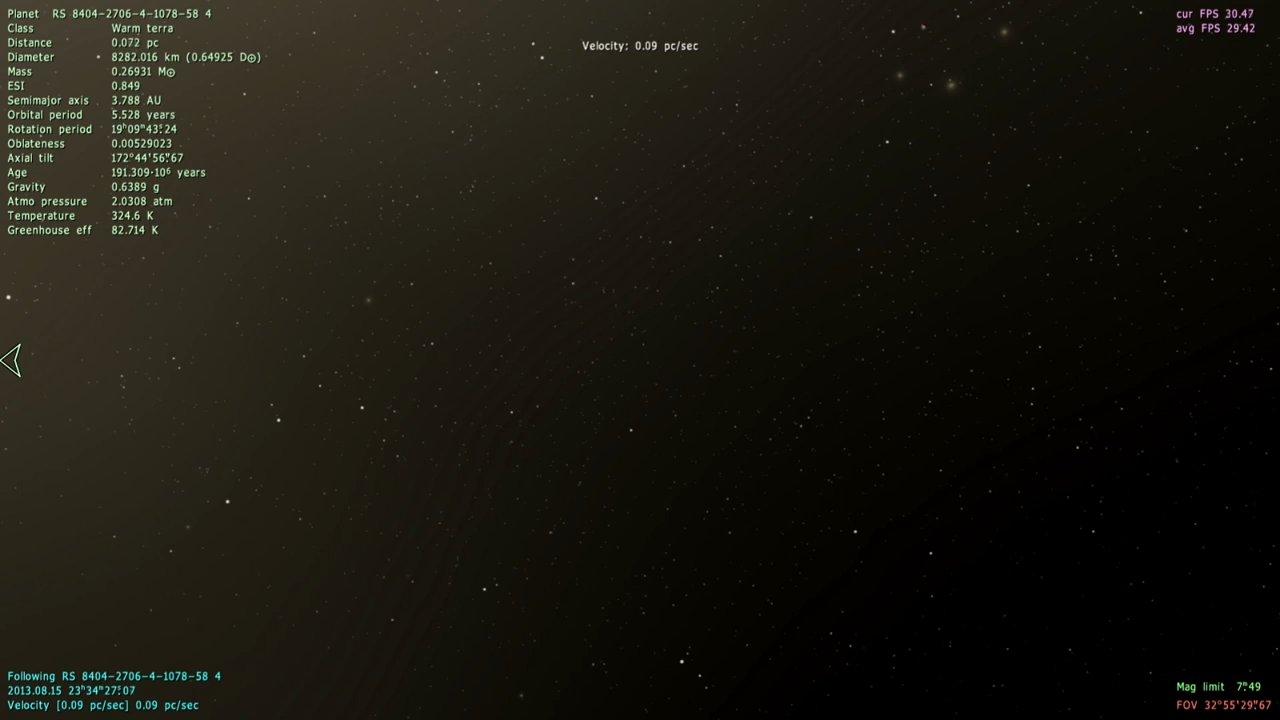 Planet RS 8404-2706-4-1078-58 4
Class Warm terra
Distance 0.072 pc
Diameter 8282.016 km (0.64925 D⊙)
Mass 0.26931 M⊙
ESI 0.849
Semimajor axis 3.788 AU
Orbital period 5.528 years
Rotation period 19ʰ09ᵐ43ˢ.24
Oblateness 0.00529023
Axial tilt 172°44'56".67
Age 191.309·10⁶ years
Gravity 0.6389 g
Atmo pressure 2.0308 atm
Temperature 324.6 K
Greenhouse eff 82.714 K
Velocity: 0.09 pc/sec
cur FPS 30.47
avg FPS 29.42
Following RS 8404-2706-4-1078-58 4
2013.08.15 23ʰ34ᵐ27ˢ.07
Velocity [0.09 pc/sec] 0.09 pc/sec
Mag limit 7ᵐ.49
FOV 32°55'29".67